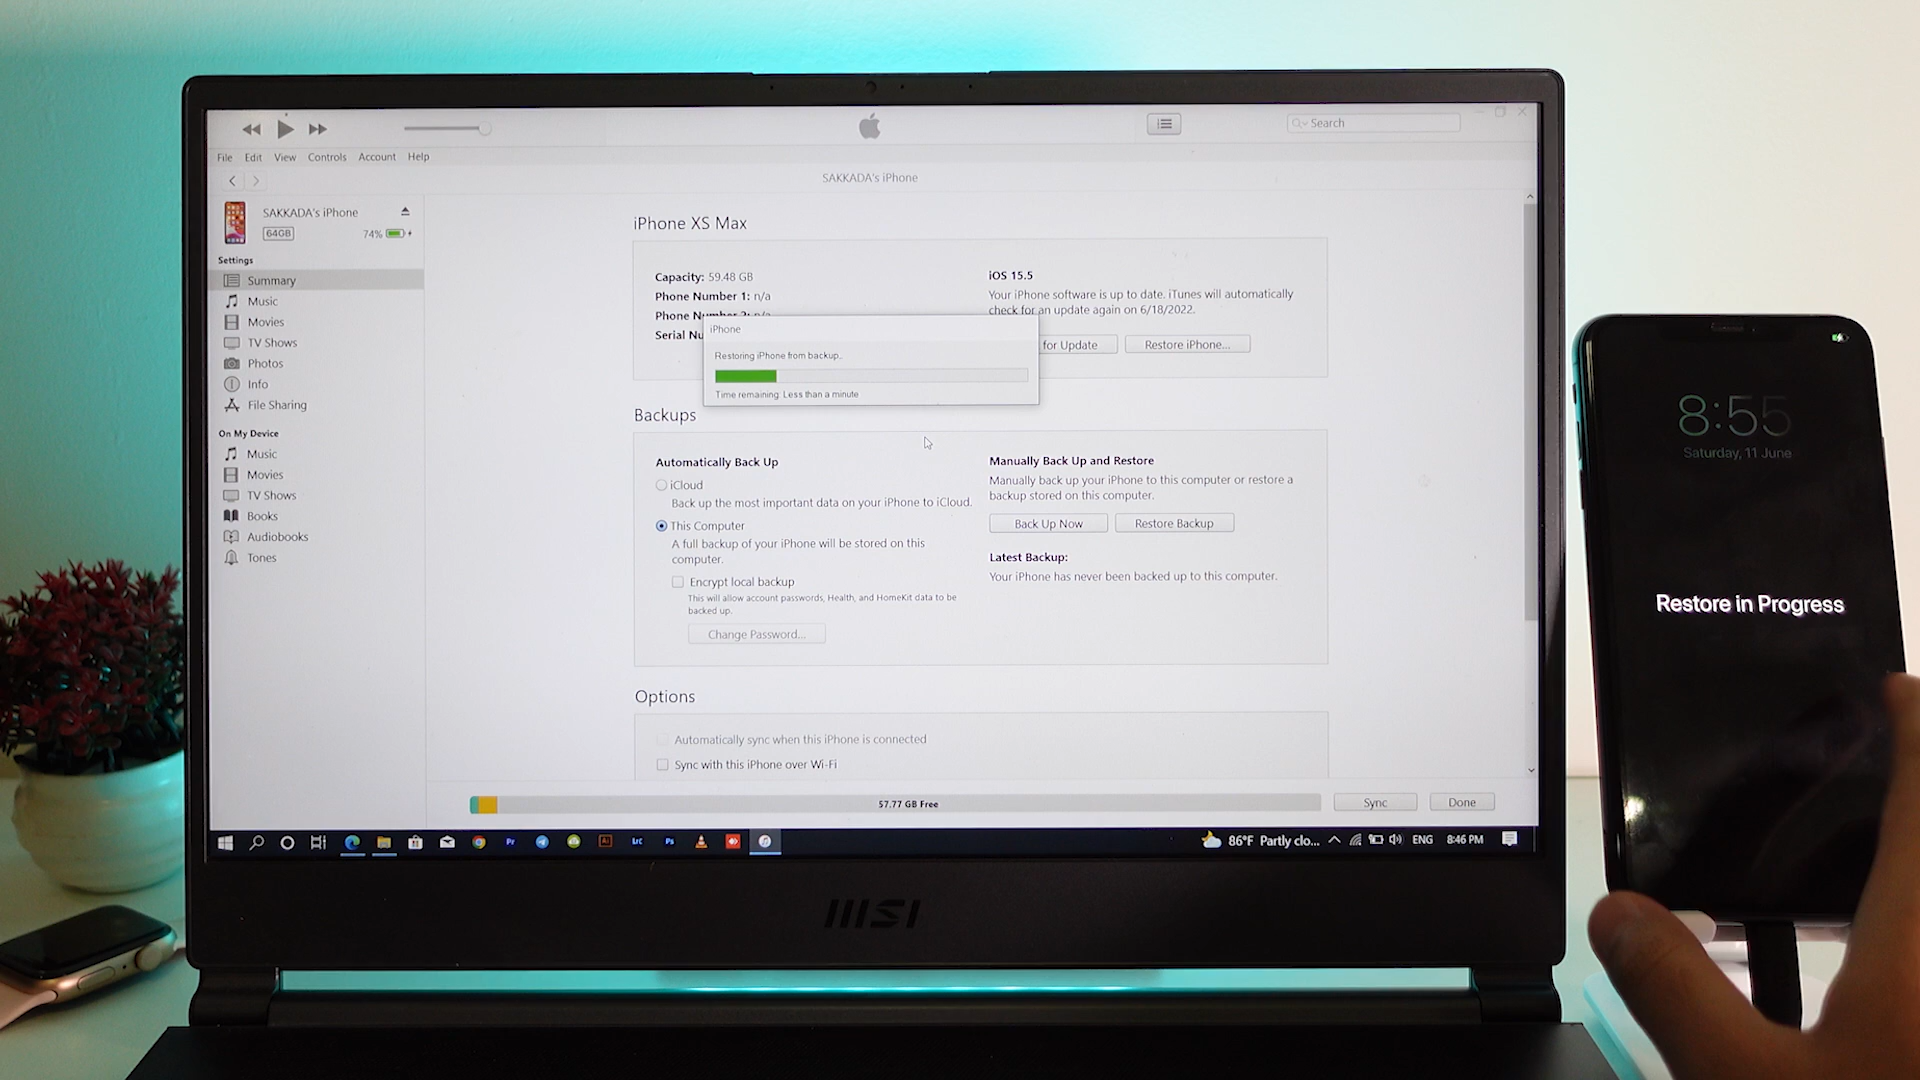 Search
File Edit View Controls Account Help
SAKKADA's iPhone
SAKKADA's iPhone
64GB 74%
Settings
Summary
Music
Movies
TV Shows
Photos
Info
File Sharing
On My Device
Music
Movies
TV Shows
Books
Audiobooks
Tones
iPhone XS Max
Capacity: 59.48 GB
Phone Number 1: n/a
Phone Number 2: n/a
Serial Nu
iOS 15.5
Your iPhone software is up to date. iTunes will automatically
check for an update again on 6/18/2022.
for Update Restore iPhone...
iPhone
Restoring iPhone from backup..
Time remaining: Less than a minute
Backups
Automatically Back Up
iCloud
Back up the most important data on your iPhone to iCloud.
This Computer
A full backup of your iPhone will be stored on this
computer.
Encrypt local backup
This will allow account passwords, Health, and HomeKit data to be
backed up.
Change Password...
Manually Back Up and Restore
Manually back up your iPhone to this computer or restore a
backup stored on this computer.
Back Up Now Restore Backup
Latest Backup:
Your iPhone has never been backed up to this computer.
Options
Automatically sync when this iPhone is connected
Sync with this iPhone over Wi-Fi
57.77 GB Free
Sync Done
Pr Ai Lrc Ps
86°F Partly clo... ENG 8:46 PM
msi
8:55
Saturday, 11 June
Restore in Progress